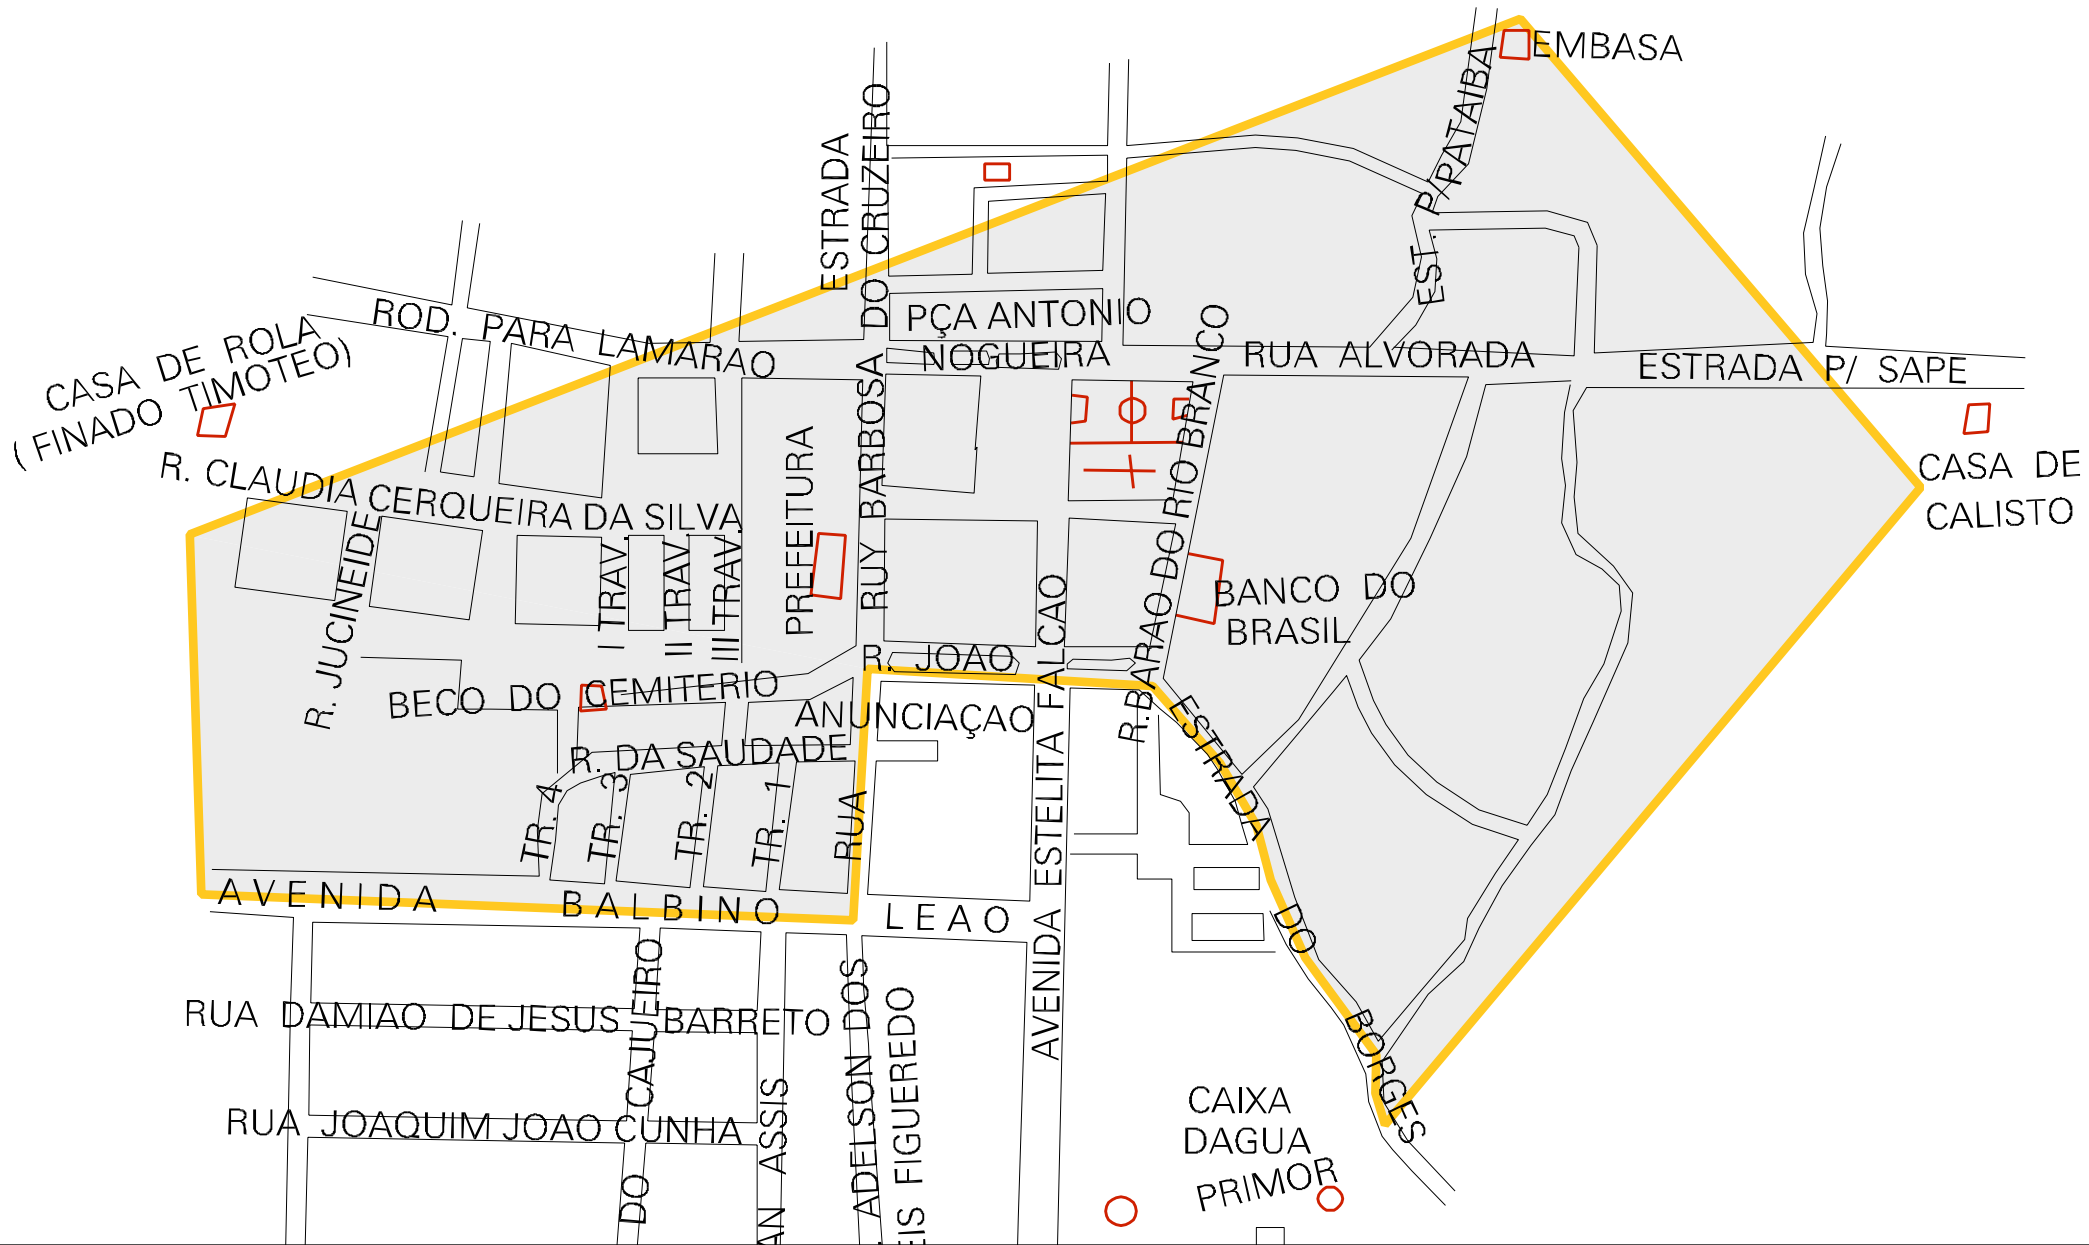 EMBASA
EST. P/PATAIBA
ESTRADA
DO CRUZEIRO
ROD. PARA LAMARAO
PÇA ANTONIO
NOGUEIRA
RUA ALVORADA
ESTRADA P/ SAPE
CASA DE ROLA
( FINADO TIMOTEO)
R. CLAUDIA CERQUEIRA DA SILVA
CASA DE
CALISTO
R. JUCINEIDE
I TRAV.
II TRAV.
III TRAV.
PREFEITURA
RUY BARBOSA
R.BARAO DO RIO BRANCO
BANCO DO
BRASIL
R. JOAO
ANUNCIAÇAO
BECO DO CEMITERIO
R. DA SAUDADE
TR. 4
TR. 3
TR. 2
TR. 1
RUA
AVENIDA ESTELITA FALCAO
ESTRADA DO BORGES
AVENIDA BALBINO LEAO
RUA DAMIAO DE JESUS BARRETO
DO CAJUEIRO
RUA JOAQUIM JOAO CUNHA
DO
AN ASSIS
. ADELSON DOS
EIS FIGUEREDO
CAIXA
DAGUA
PRIMOR